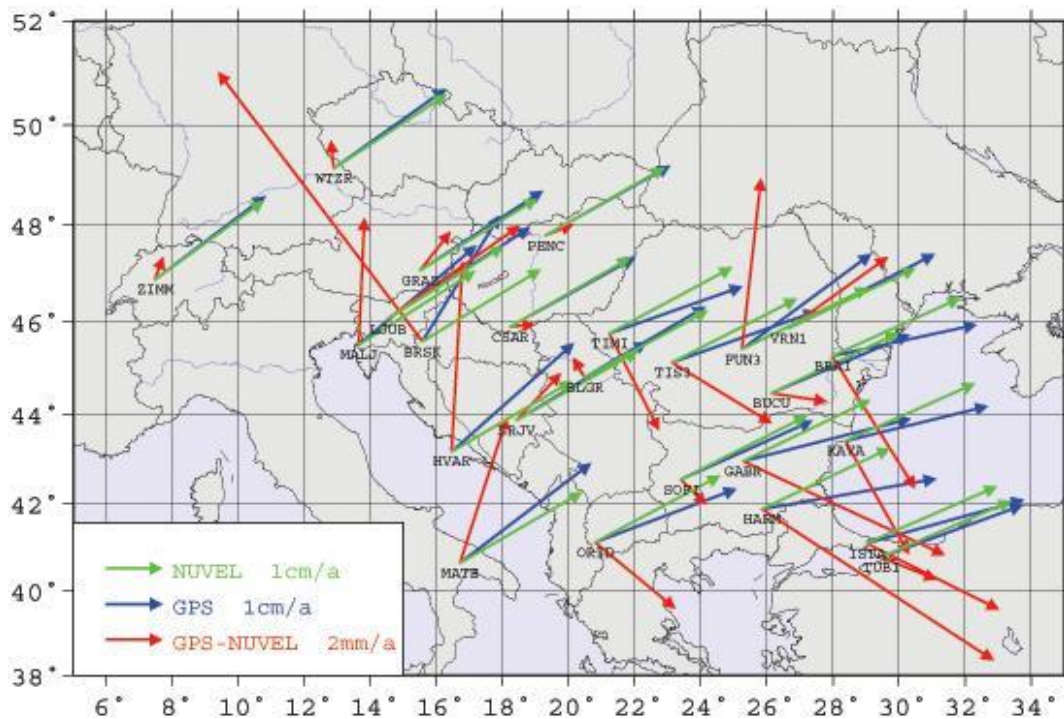 52°
50°
48°
46°
44°
42°
40°
38°
WTZR
ZIMM
PENC
GRAZ
LJUB
MALJ
BRSK
CSAR
TIMI
TIS3
FUN3
VRN1
BLGR
BUCU
SRJV
HVAR
KAVA
GABR
SOFI
HARM
ORID
ISTA
TUBI
MATE
NUVEL 1cm/a
GPS 1cm/a
GPS-NUVEL 2mm/a
6° 8° 10° 12° 14° 16° 18° 20° 22° 24° 26° 28° 30° 32° 34°